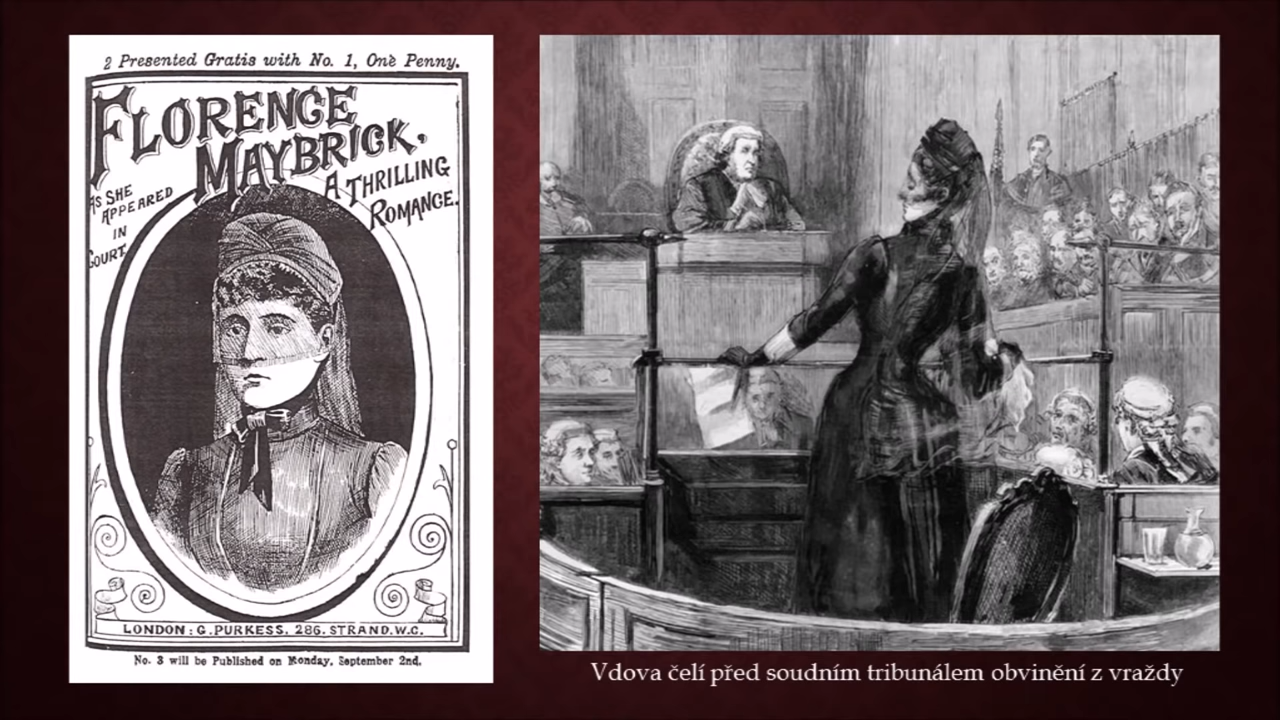 2 Presented Gratis with No. 1, One Penny.
FLORENCE
MAYBRICK.
AS SHE
APPEARED
IN
COURT.
A THRILLING
ROMANCE.
LONDON: G. PURKESS. 286. STRAND. W.C.
No. 3 will be Published on Monday, September 2nd.
Vdova čelí před soudním tribunálem obvinění z vraždy